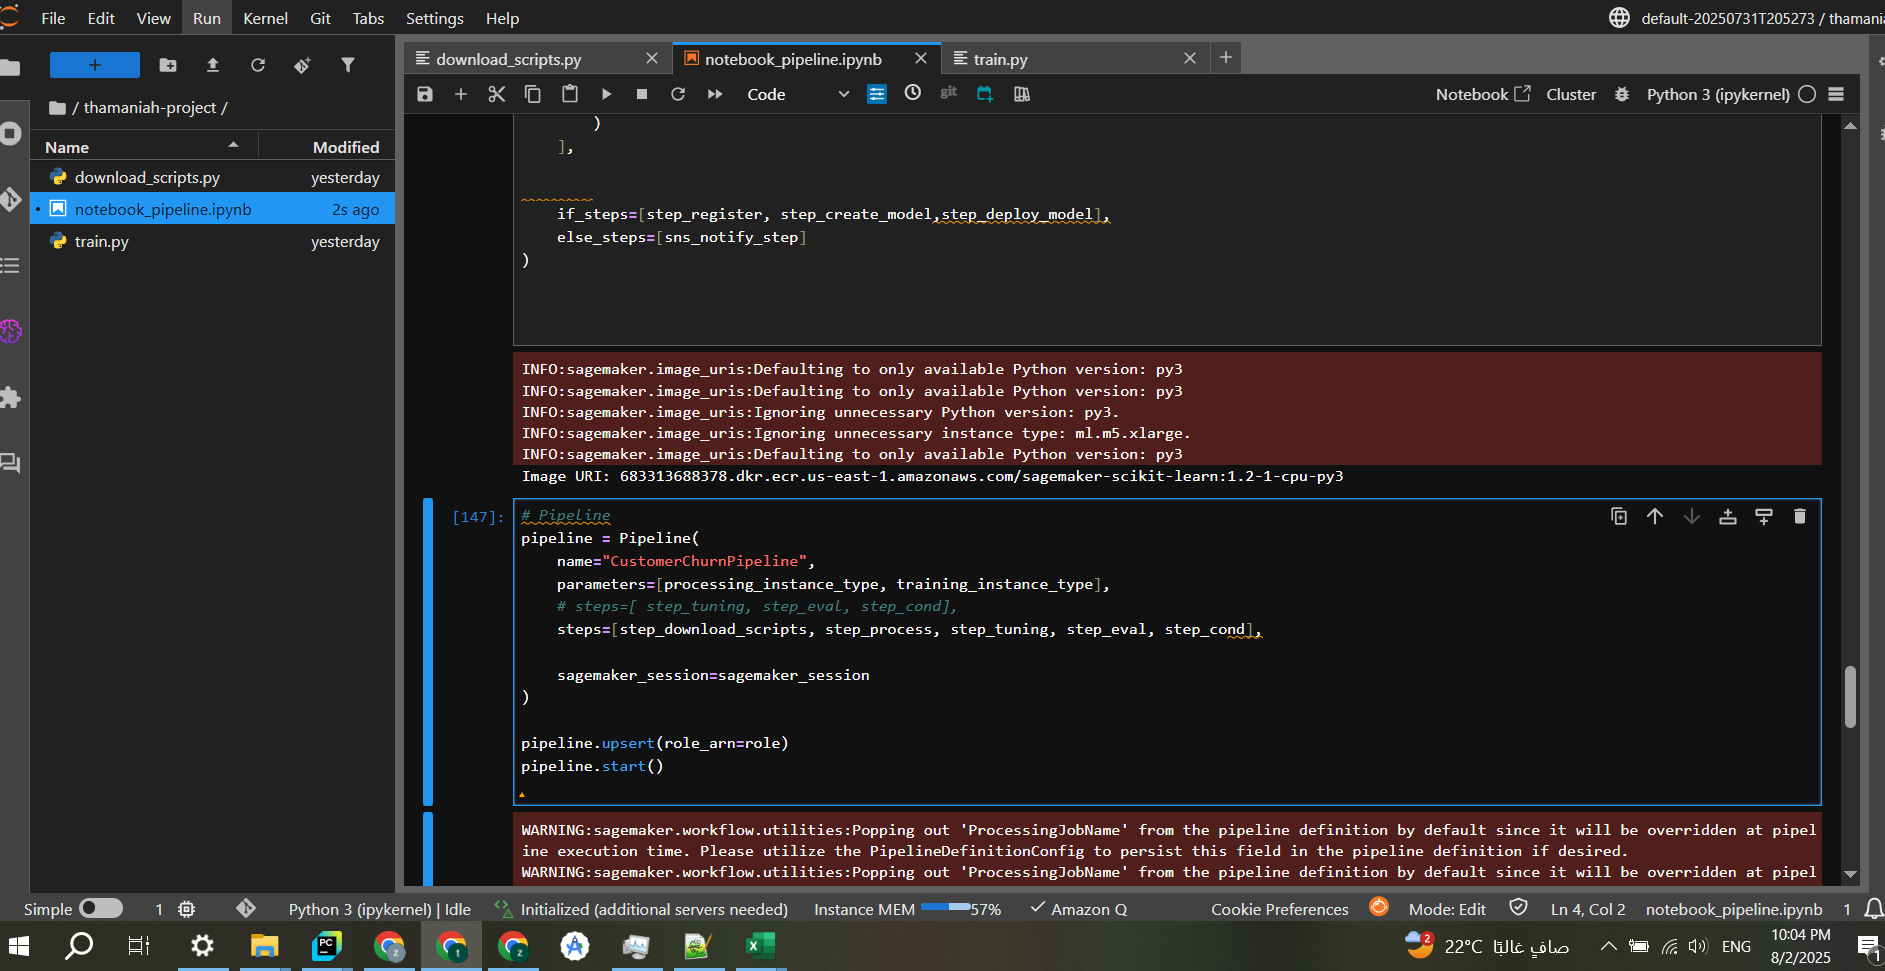 File Edit View Run Kernel Git Tabs Settings Help
default-20250731T205273 / thamani
download_scripts.py
notebook_pipeline.ipynb
train.py
Code
git
Notebook
Cluster
Python 3 (ipykernel)
/ thamaniah-project /
Name
Modified
download_scripts.py
yesterday
notebook_pipeline.ipynb
2s ago
train.py
yesterday
)
],
if_steps=[step_register, step_create_model,step_deploy_model],
else_steps=[sns_notify_step]
)
INFO:sagemaker.image_uris:Defaulting to only available Python version: py3
INFO:sagemaker.image_uris:Defaulting to only available Python version: py3
INFO:sagemaker.image_uris:Ignoring unnecessary Python version: py3.
INFO:sagemaker.image_uris:Ignoring unnecessary instance type: ml.m5.xlarge.
INFO:sagemaker.image_uris:Defaulting to only available Python version: py3
Image URI: 683313688378.dkr.ecr.us-east-1.amazonaws.com/sagemaker-scikit-learn:1.2-1-cpu-py3
[147]:
# Pipeline
pipeline = Pipeline(
name="CustomerChurnPipeline",
parameters=[processing_instance_type, training_instance_type],
# steps=[ step_tuning, step_eval, step_cond],
steps=[step_download_scripts, step_process, step_tuning, step_eval, step_cond],
sagemaker_session=sagemaker_session
)
pipeline.upsert(role_arn=role)
pipeline.start()
WARNING:sagemaker.workflow.utilities:Popping out 'ProcessingJobName' from the pipeline definition by default since it will be overridden at pipel
ine execution time. Please utilize the PipelineDefinitionConfig to persist this field in the pipeline definition if desired.
WARNING:sagemaker.workflow.utilities:Popping out 'ProcessingJobName' from the pipeline definition by default since it will be overridden at pipel
Simple
1
Python 3 (ipykernel) | Idle
Initialized (additional servers needed)
Instance MEM
57%
Amazon Q
Cookie Preferences
Mode: Edit
Ln 4, Col 2
notebook_pipeline.ipynb
1
PC
z
t
z
2
22°C
صافٍ غالبًا
ENG
10:04 PM
8/2/2025
1